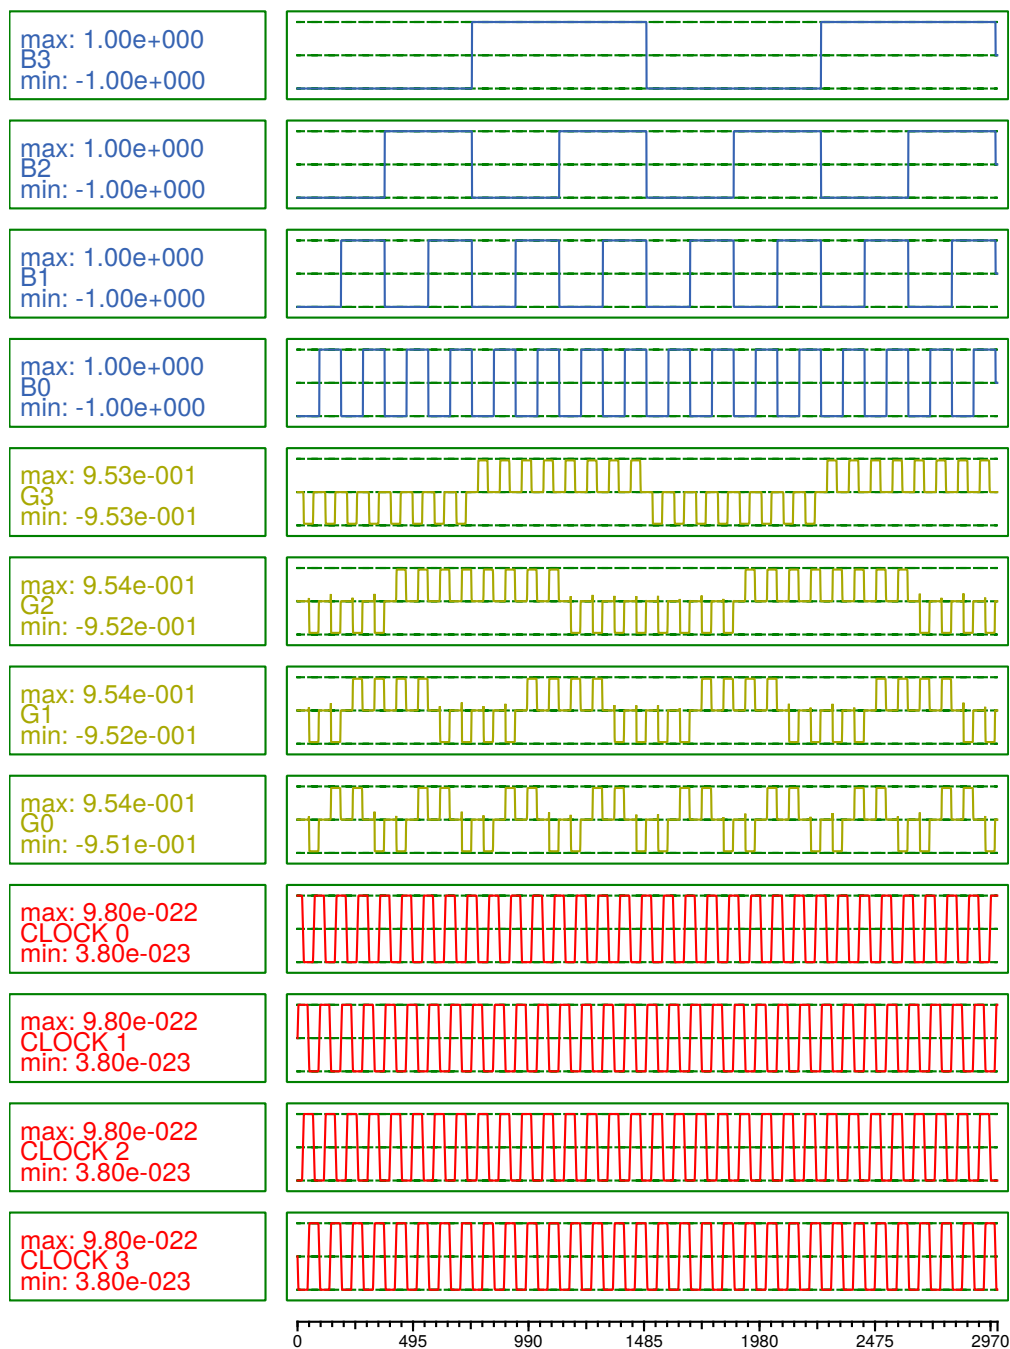 max: 1.00e+000
B3
min: -1.00e+000
max: 1.00e+000
B2
min: -1.00e+000
max: 1.00e+000
B1
min: -1.00e+000
max: 1.00e+000
B0
min: -1.00e+000
max: 9.53e-001
G3
min: -9.53e-001
max: 9.54e-001
G2
min: -9.52e-001
max: 9.54e-001
G1
min: -9.52e-001
max: 9.54e-001
G0
min: -9.51e-001
max: 9.80e-022
CLOCK 0
min: 3.80e-023
max: 9.80e-022
CLOCK 1
min: 3.80e-023
max: 9.80e-022
CLOCK 2
min: 3.80e-023
max: 9.80e-022
CLOCK 3
min: 3.80e-023
0 495 990 1485 1980 2475 2970